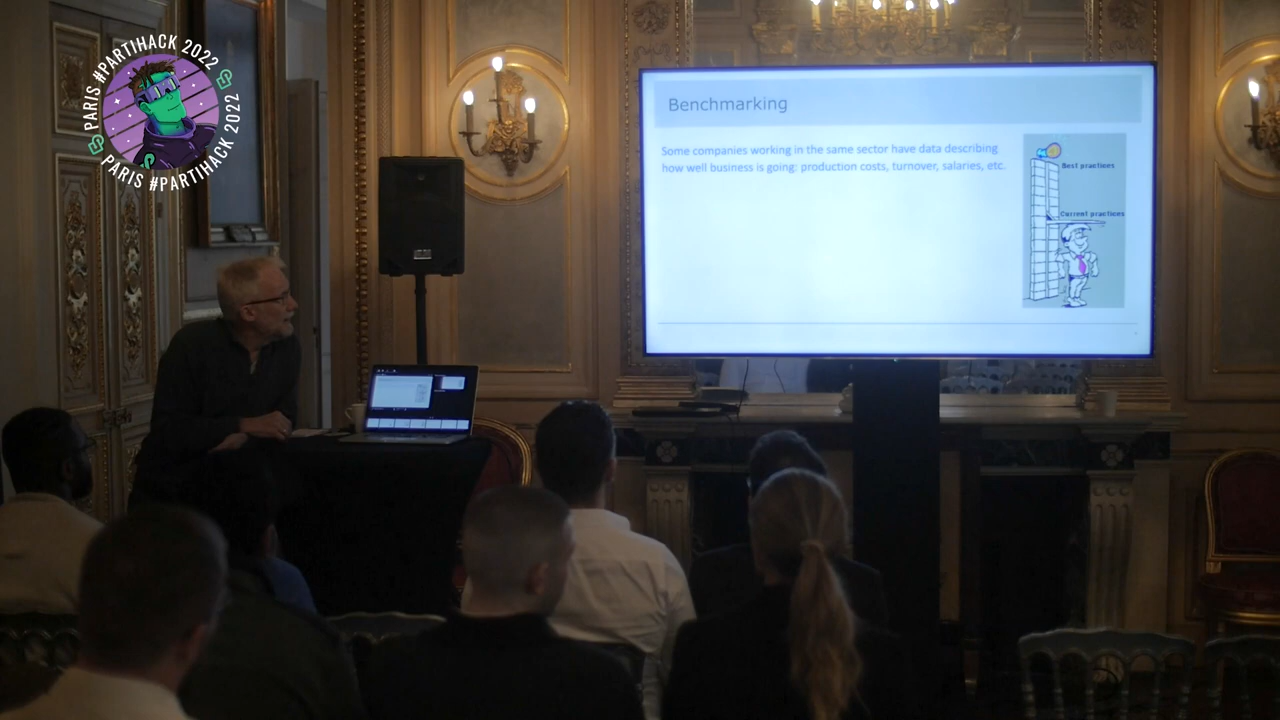 PARIS #PARTIHACK 2022
PARIS #PARTIHACK 2022
Benchmarking
Some companies working in the same sector have data describing
how well business is going: production costs, turnover, salaries, etc.
Best practices
Current practices